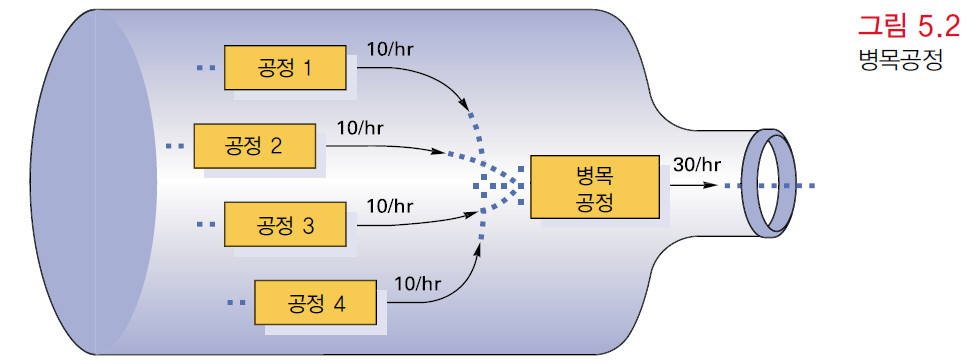 그림 5.2
병목공정
공정 1
10/hr
공정 2
10/hr
공정 3
10/hr
공정 4
10/hr
병목
공정
30/hr